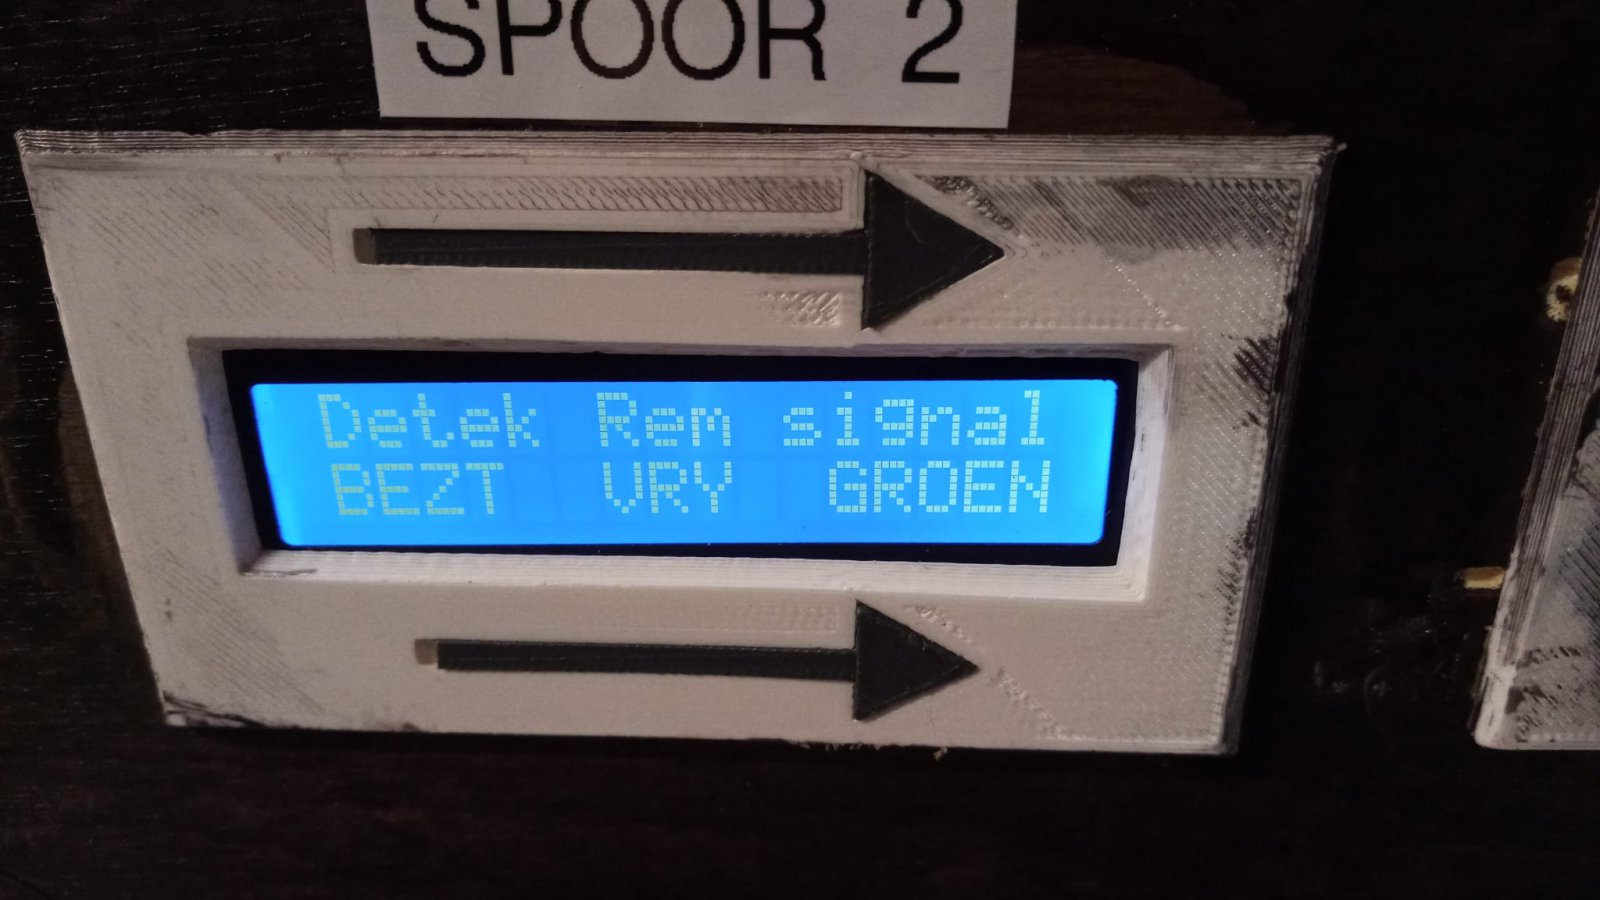 SPOOR 2
Detek Rem signal
BEZT VRY GROEN